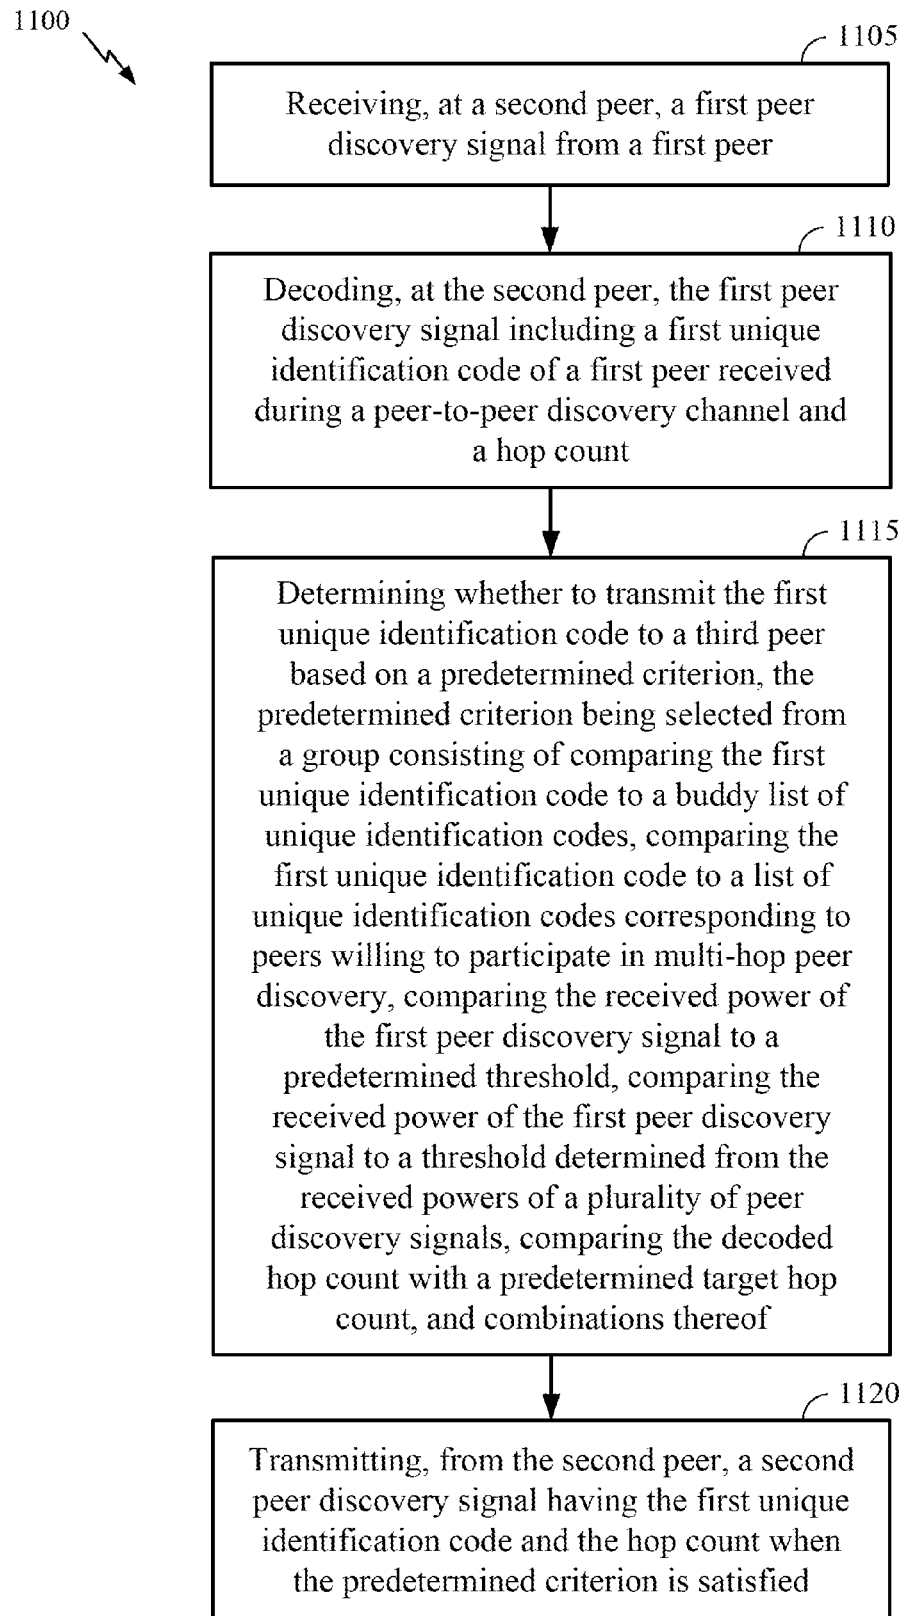 1100
1105
Receiving, at a second peer, a first peer
discovery signal from a first peer
1110
Decoding, at the second peer, the first peer
discovery signal including a first unique
identification code of a first peer received
during a peer-to-peer discovery channel and
a hop count
1115
Determining whether to transmit the first
unique identification code to a third peer
based on a predetermined criterion, the
predetermined criterion being selected from
a group consisting of comparing the first
unique identification code to a buddy list of
unique identification codes, comparing the
first unique identification code to a list of
unique identification codes corresponding to
peers willing to participate in multi-hop peer
discovery, comparing the received power of
the first peer discovery signal to a
predetermined threshold, comparing the
received power of the first peer discovery
signal to a threshold determined from the
received powers of a plurality of peer
discovery signals, comparing the decoded
hop count with a predetermined target hop
count, and combinations thereof
1120
Transmitting, from the second peer, a second
peer discovery signal having the first unique
identification code and the hop count when
the predetermined criterion is satisfied